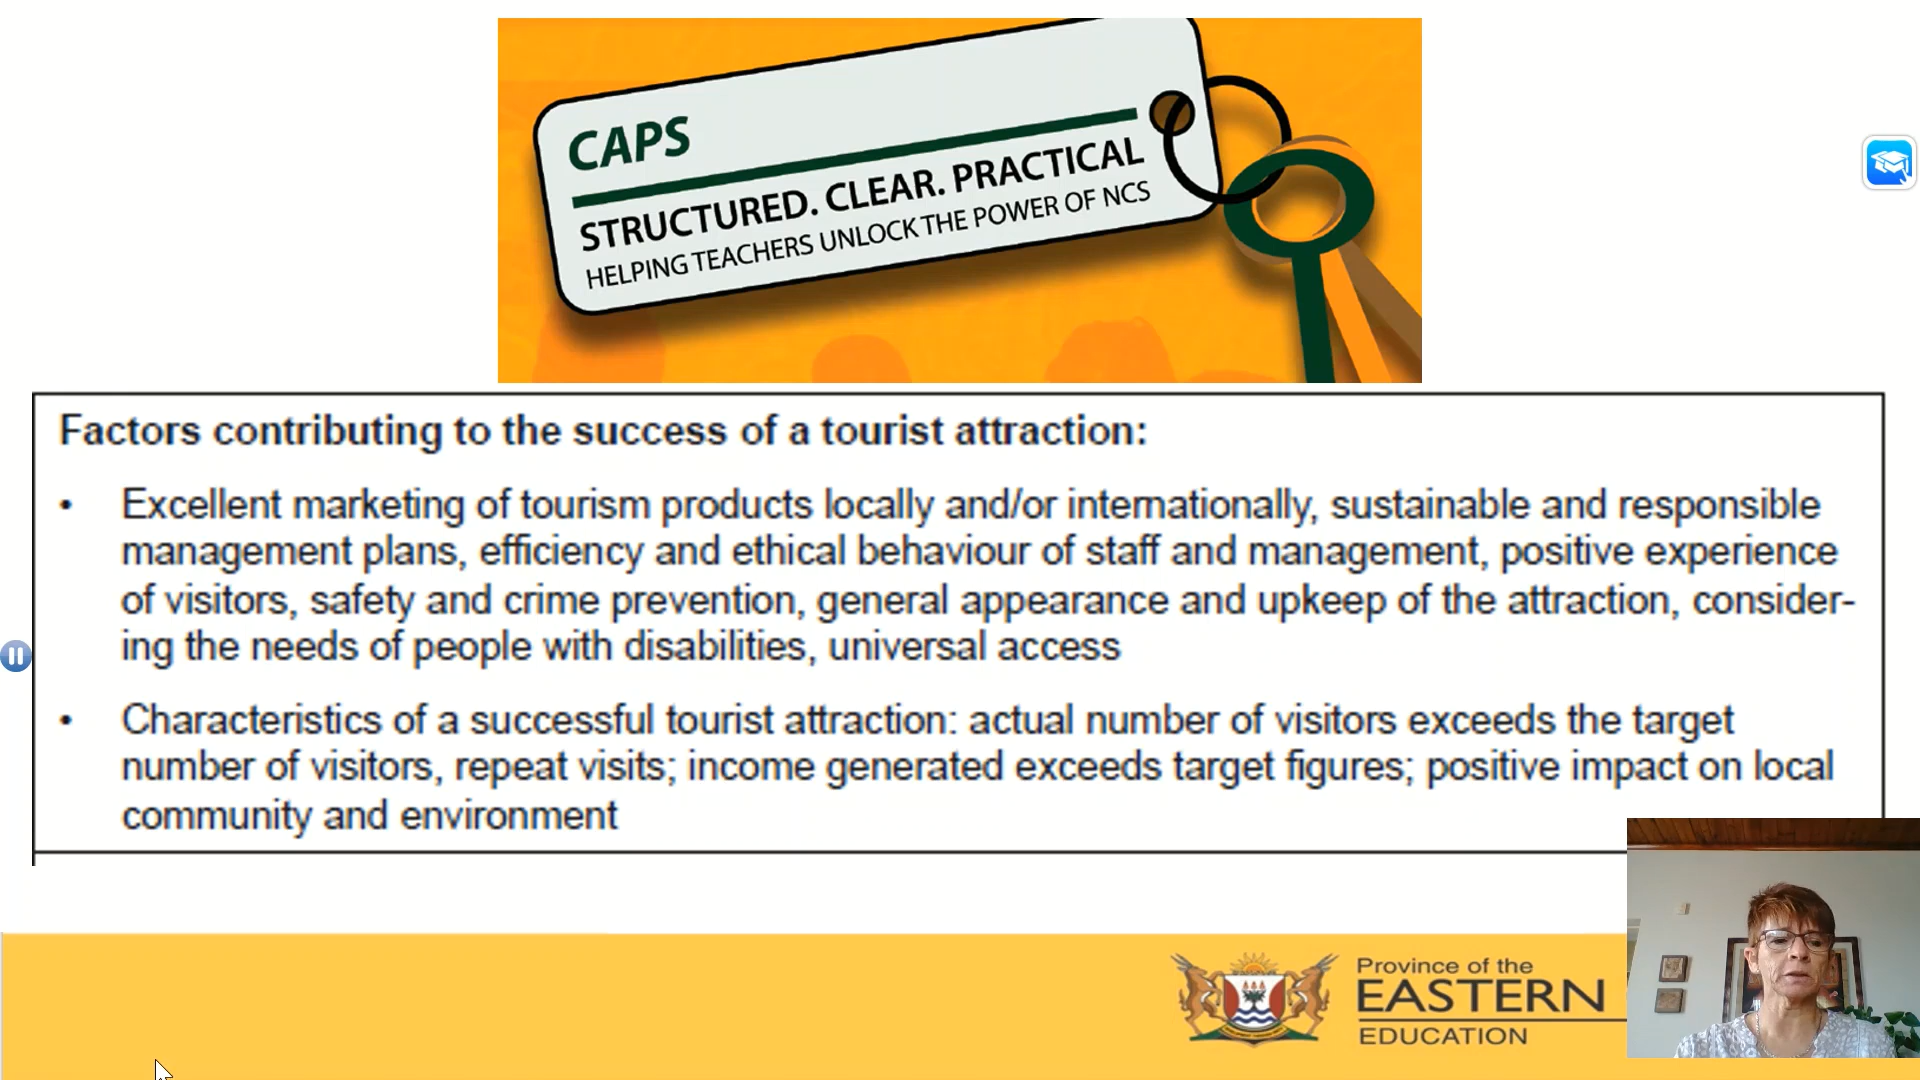 CAPS
STRUCTURED. CLEAR. PRACTICAL
HELPING TEACHERS UNLOCK THE POWER OF NCS
Factors contributing to the success of a tourist attraction:
• Excellent marketing of tourism products locally and/or internationally, sustainable and responsible
management plans, efficiency and ethical behaviour of staff and management, positive experience
of visitors, safety and crime prevention, general appearance and upkeep of the attraction, consider-
ing the needs of people with disabilities, universal access
• Characteristics of a successful tourist attraction: actual number of visitors exceeds the target
number of visitors, repeat visits; income generated exceeds target figures; positive impact on local
community and environment
Province of the
EASTERN
EDUCATION